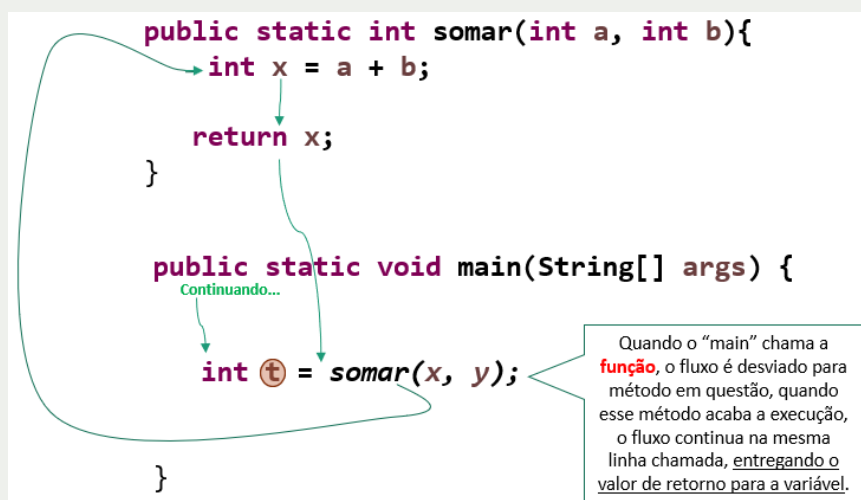 public static int somar(int a, int b){
int x = a + b;
return x;
}
public static void main(String[] args) {
Continuando...
int t = somar(x, y);
Quando o “main” chama a
função, o fluxo é desviado para
método em questão, quando
esse método acaba a execução,
o fluxo continua na mesma
linha chamada, entregando o
valor de retorno para a variável.
}